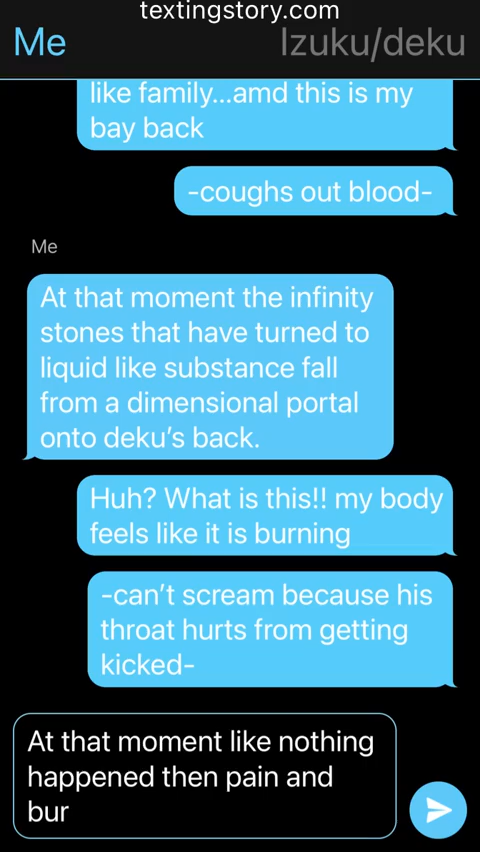 textingstory.com
Me
Izuku/deku
like family...amd this is my
bay back
-coughs out blood-
Me
At that moment the infinity
stones that have turned to
liquid like substance fall
from a dimensional portal
onto deku's back.
Huh? What is this!! my body
feels like it is burning
-can't scream because his
throat hurts from getting
kicked-
At that moment like nothing
happened then pain and
bur